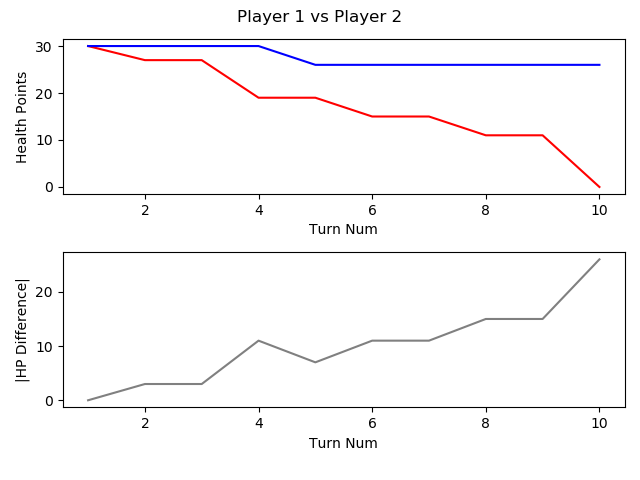 Player 1 vs Player 2
Health Points
30
20
10
0
2 4 6 8 10
Turn Num
|HP Difference|
20
10
0
2 4 6 8 10
Turn Num